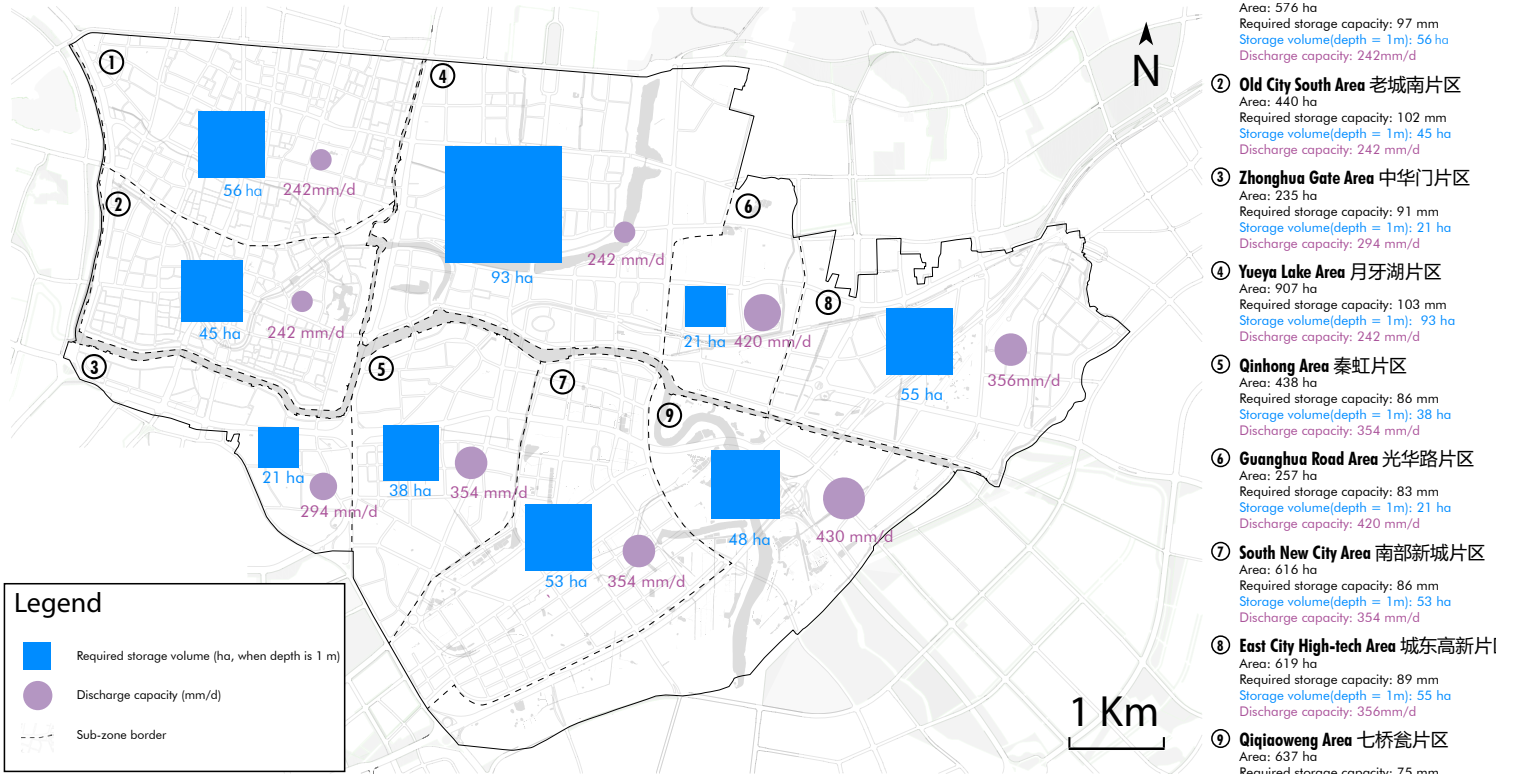 ①
56 ha
242mm/d
②
45 ha
242 mm/d
③
21 ha
294 mm/d
④
93 ha
242 mm/d
⑤
38 ha
354 mm/d
⑥
21 ha
420 mm/d
⑦
53 ha
354 mm/d
⑧
55 ha
356mm/d
⑨
48 ha
430 mm/d
N
1 Km
Legend
Required storage volume (ha, when depth is 1 m)
Discharge capacity (mm/d)
Sub-zone border
Area: 576 ha
Required storage capacity: 97 mm
Storage volume(depth = 1m): 56 ha
Discharge capacity: 242mm/d
② Old City South Area 老城南片区
Area: 440 ha
Required storage capacity: 102 mm
Storage volume(depth = 1m): 45 ha
Discharge capacity: 242 mm/d
③ Zhonghua Gate Area 中华门片区
Area: 235 ha
Required storage capacity: 91 mm
Storage volume(depth = 1m): 21 ha
Discharge capacity: 294 mm/d
④ Yueya Lake Area 月牙湖片区
Area: 907 ha
Required storage capacity: 103 mm
Storage volume(depth = 1m): 93 ha
Discharge capacity: 242 mm/d
⑤ Qinhong Area 秦虹片区
Area: 438 ha
Required storage capacity: 86 mm
Storage volume(depth = 1m): 38 ha
Discharge capacity: 354 mm/d
⑥ Guanghua Road Area 光华路片区
Area: 257 ha
Required storage capacity: 83 mm
Storage volume(depth = 1m): 21 ha
Discharge capacity: 420 mm/d
⑦ South New City Area 南部新城片区
Area: 616 ha
Required storage capacity: 86 mm
Storage volume(depth = 1m): 53 ha
Discharge capacity: 354 mm/d
⑧ East City High-tech Area 城东高新片
Area: 619 ha
Required storage capacity: 89 mm
Storage volume(depth = 1m): 55 ha
Discharge capacity: 356mm/d
⑨ Qiqiaoweng Area 七桥瓮片区
Area: 637 ha
Required storage capacity: 75 mm